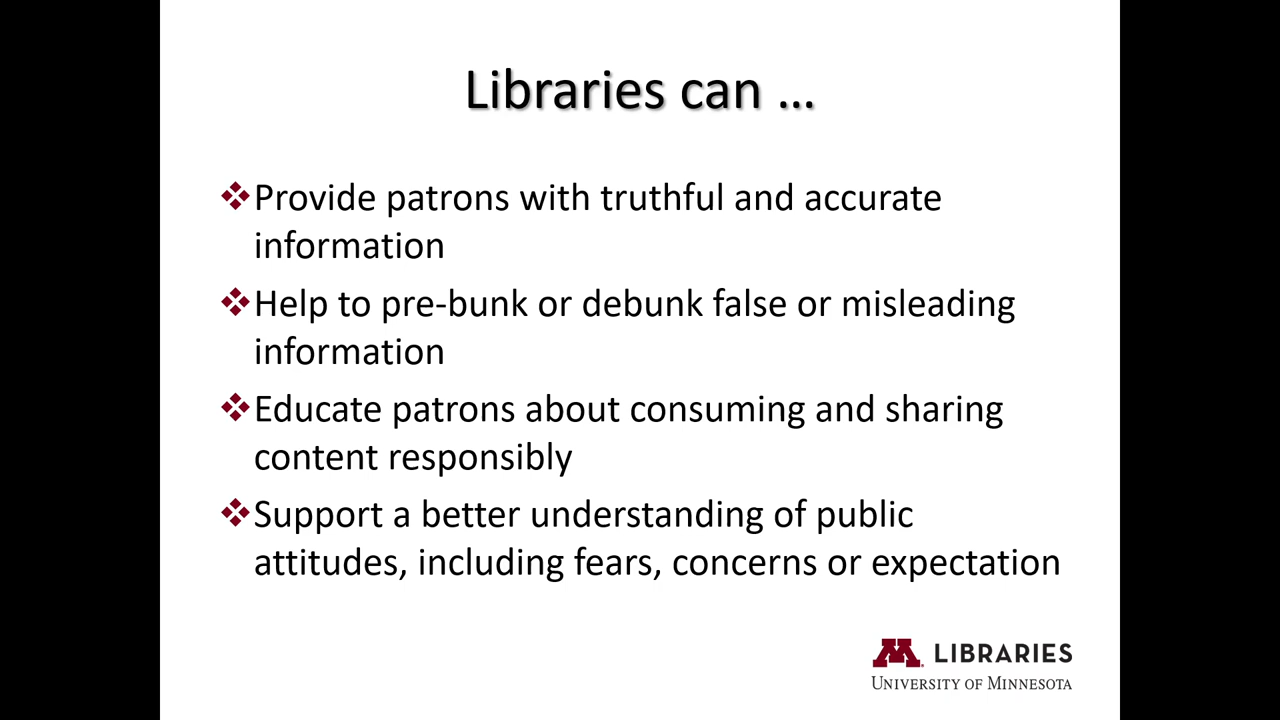 Libraries can ...
Provide patrons with truthful and accurate
information
Help to pre-bunk or debunk false or misleading
information
Educate patrons about consuming and sharing
content responsibly
Support a better understanding of public
attitudes, including fears, concerns or expectation
M LIBRARIES
UNIVERSITY OF MINNESOTA